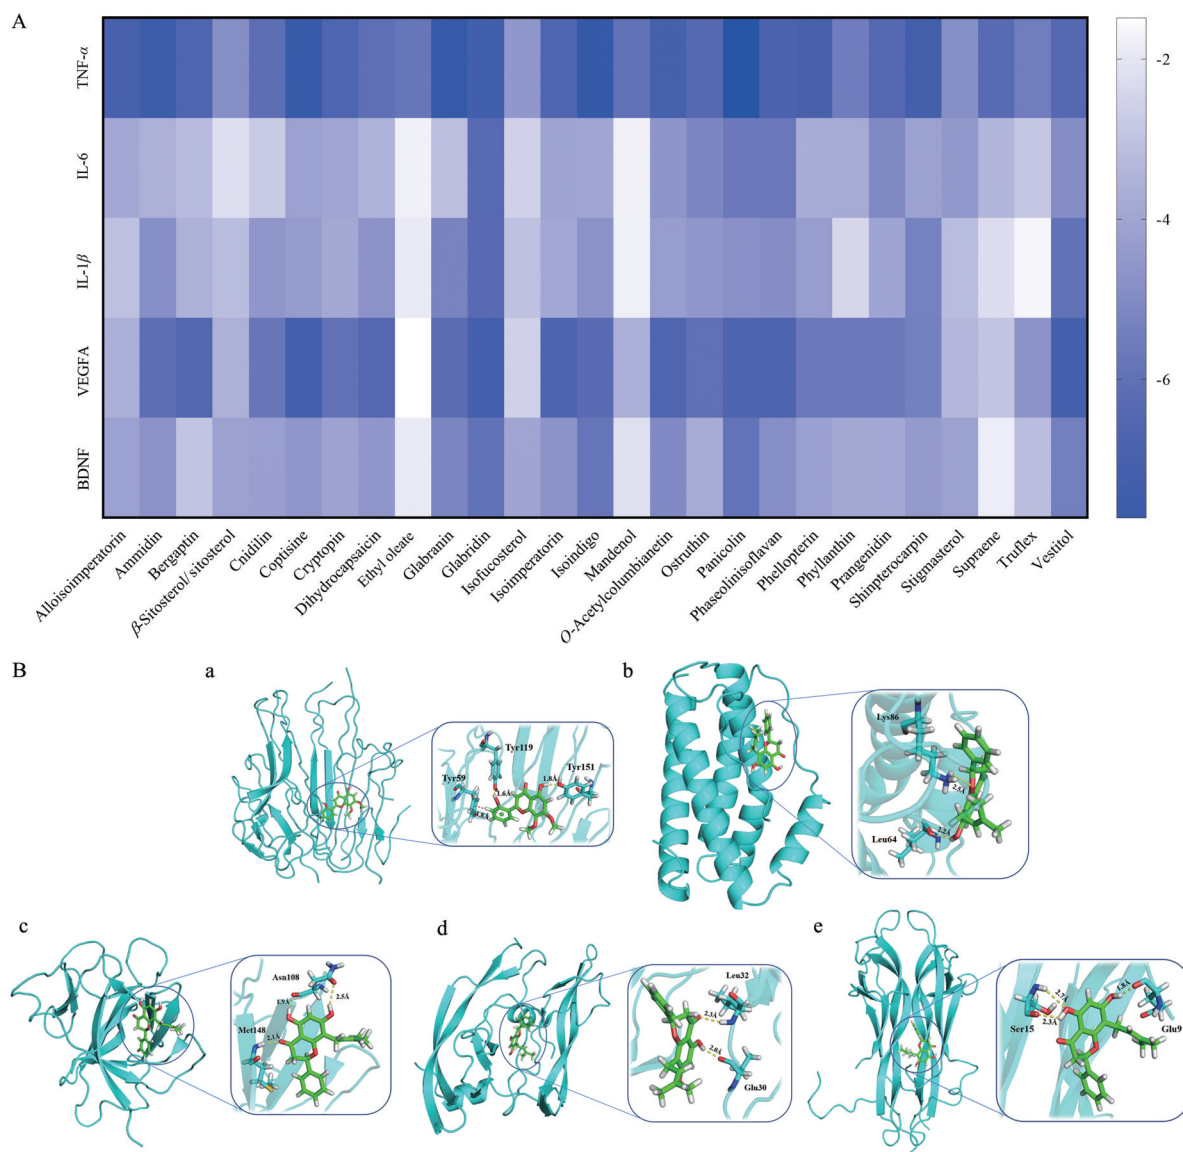 A
TNF-α
IL-6
IL-1β
VEGFA
BDNF
-2
-4
-6
Alloisoimperatorin
Ammidin
Bergaptin
β-Sitosterol/ sitosterol
Cnidilin
Coptisine
Cryptopin
Dihydrocapsaicin
Ethyl oleate
Glabranin
Glabridin
Isofucosterol
Isoimperatorin
Isoindigo
Mandenol
O-Acetylcolumbianetin
Ostruthin
Panicolin
Phaseolinisoflavan
Phellopterin
Phyllanthin
Prangenidin
Shinpterocarpin
Stigmasterol
Supraene
Truflex
Vestitol
B
a
Tyr119
Tyr59
Tyr151
1.8Å
1.6Å
1.8Å
b
Lys86
2.5Å
2.2Å
Leu64
c
Asn108
1.9Å
2.5Å
Met148
2.1Å
d
Leu32
2.3Å
2.0Å
Glu30
e
2.7Å
1.8Å
2.3Å
Ser15
Glu9